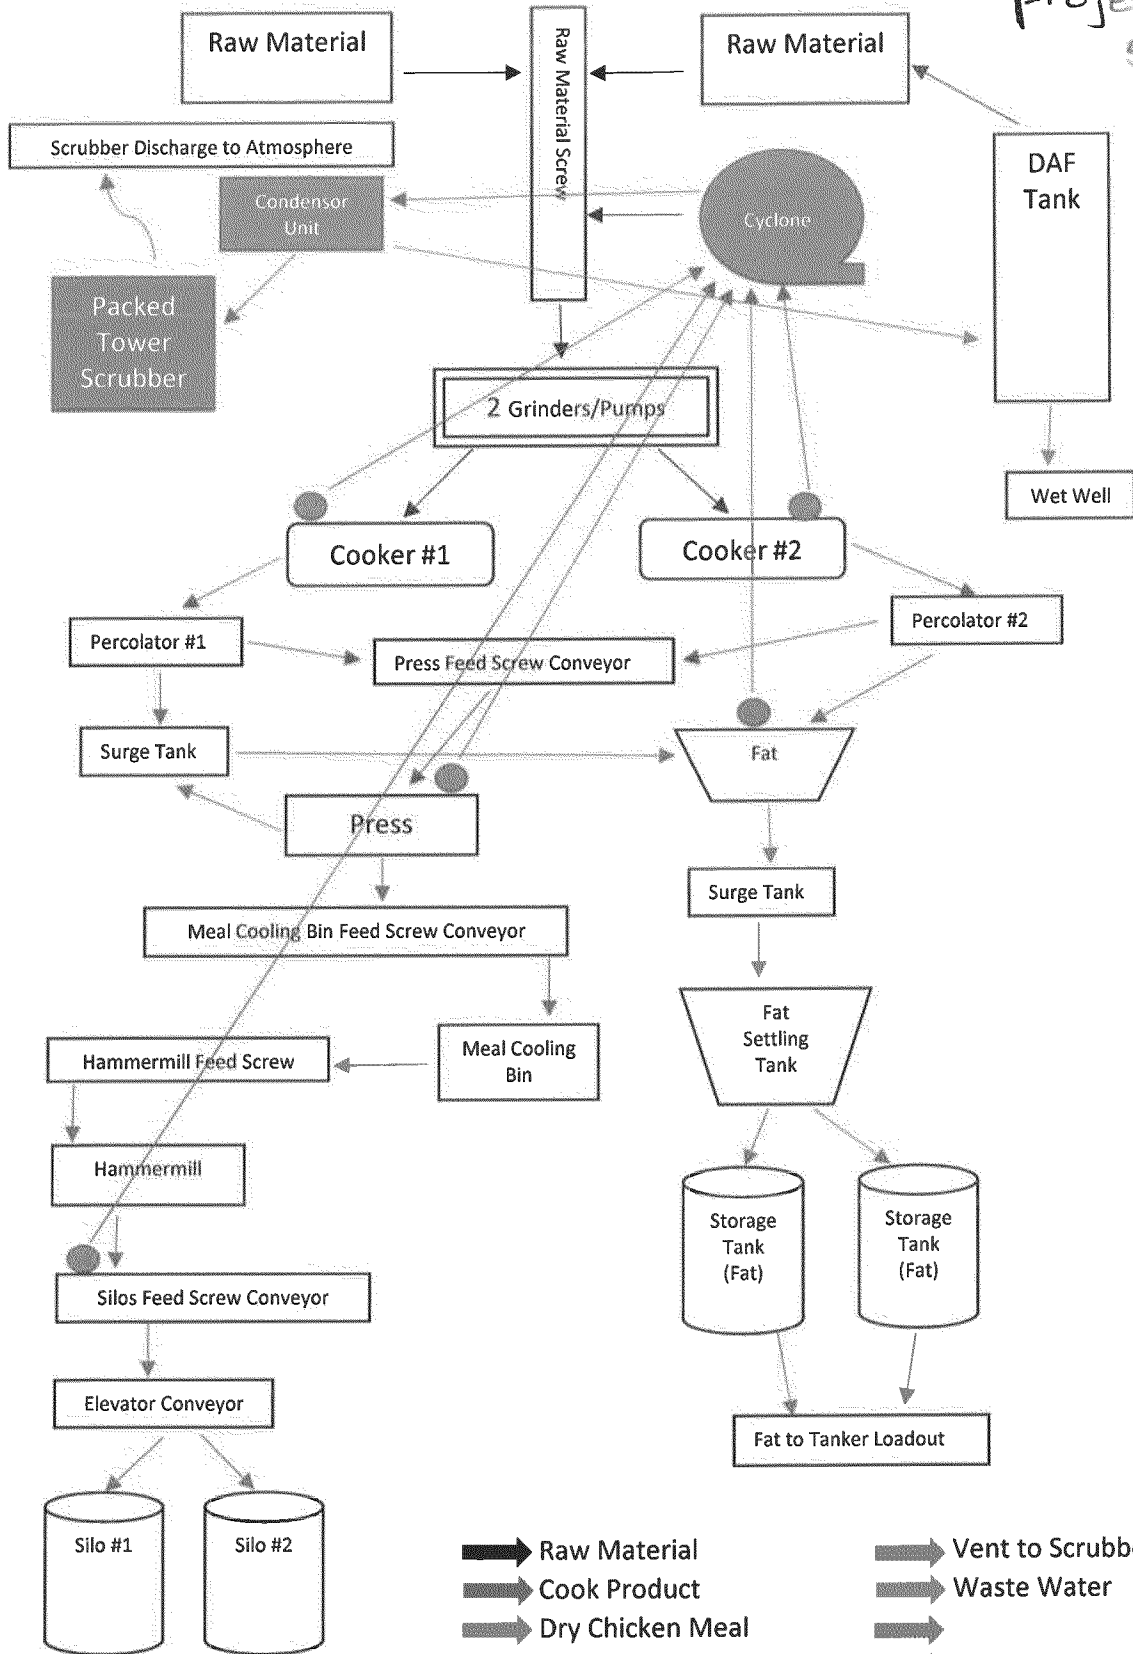 proje
Raw Material
Raw Material Screw
Raw Material
Scrubber Discharge to Atmosphere
DAF
Tank
Condensor
Unit
Cyclone
Packed
Tower
Scrubber
2 Grinders/Pumps
Wet Well
Cooker #1
Cooker #2
Percolator #1
Percolator #2
Press Feed Screw Conveyor
Surge Tank
Fat
Press
Surge Tank
Meal Cooling Bin Feed Screw Conveyor
Fat
Settling
Tank
Meal Cooling
Bin
Hammermill Feed Screw
Hammermill
Storage
Tank
(Fat)
Storage
Tank
(Fat)
Silos Feed Screw Conveyor
Elevator Conveyor
Fat to Tanker Loadout
Silo #1
Silo #2
Raw Material
Cook Product
Dry Chicken Meal
Vent to Scrubb
Waste Water